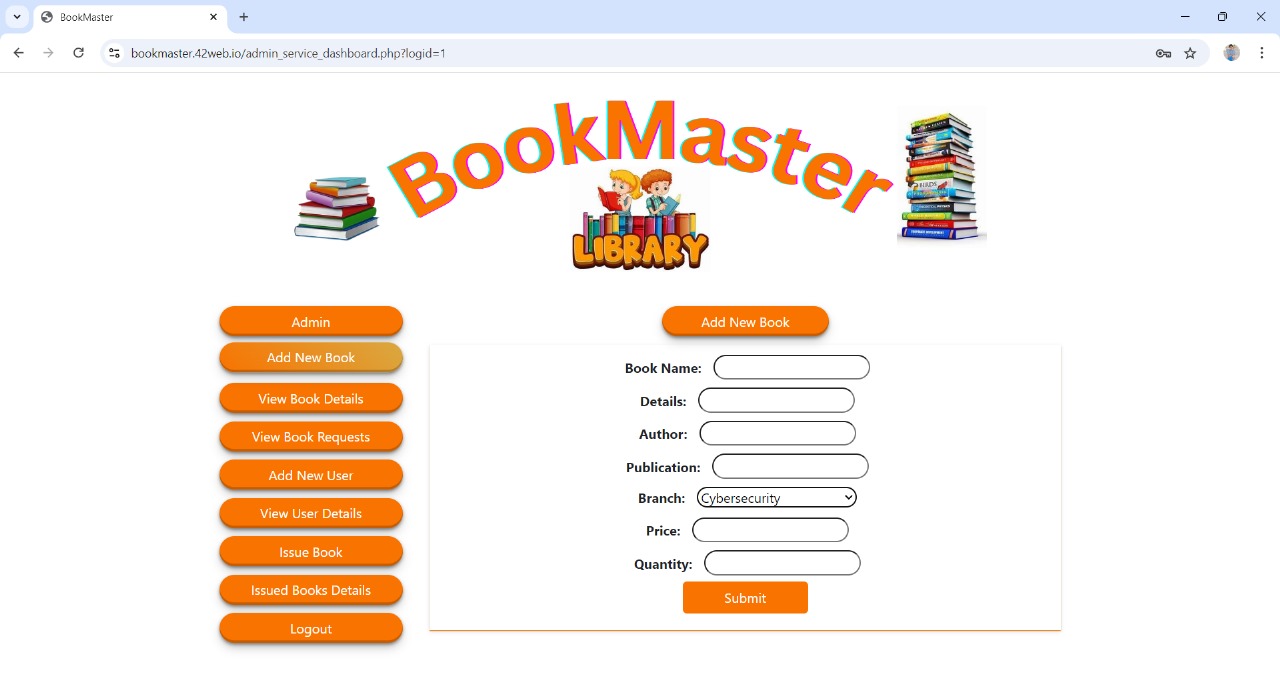 BookMaster
bookmaster.42web.io/admin_service_dashboard.php?logid=1
BookMaster
BIRDS
LIBRARY
Admin
Add New Book
View Book Details
View Book Requests
Add New User
View User Details
Issue Book
Issued Books Details
Logout
Add New Book
Book Name:
Details:
Author:
Publication:
Branch: Cybersecurity
Price:
Quantity:
Submit